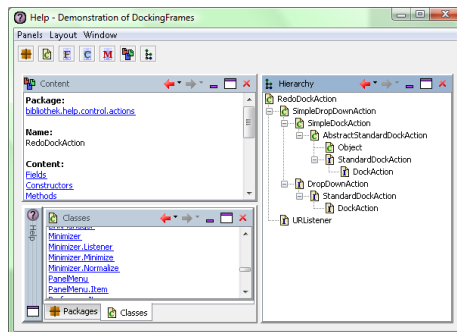 Help - Demonstration of DockingFrames
Panels Layout Window
F C M
Content
Package:
bibliothek.help.control.actions
Name:
RedoDockAction
Content:
Fields
Constructors
Methods
Hierarchy
RedoDockAction
SimpleDropDownAction
SimpleDockAction
AbstractStandardDockAction
Object
StandardDockAction
DockAction
DropDownAction
StandardDockAction
DockAction
URListener
Help
Classes
Minimizer
Minimizer.Listener
Minimizer.Minimize
Minimizer.Normalize
PanelMenu
PanelMenu.Item
Packages
Classes